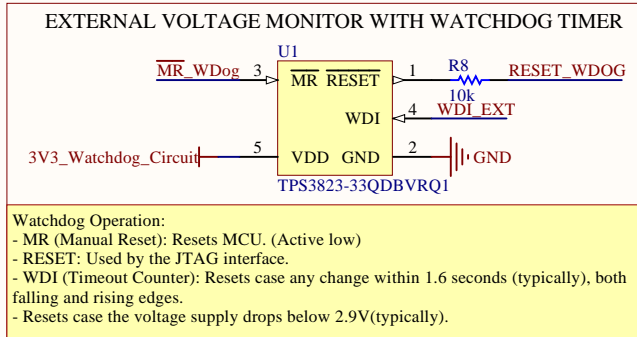 EXTERNAL VOLTAGE MONITOR WITH WATCHDOG TIMER
U1
MR_WDog 3 MR RESET 1 R8 RESET_WDOG
10k
WDI 4 WDI_EXT
3V3_Watchdog_Circuit 5 VDD GND 2 GND
TPS3823-33QDBVRQ1
Watchdog Operation:
- MR (Manual Reset): Resets MCU. (Active low)
- RESET: Used by the JTAG interface.
- WDI (Timeout Counter): Resets case any change within 1.6 seconds (typically), both
falling and rising edges.
- Resets case the voltage supply drops below 2.9V(typically).